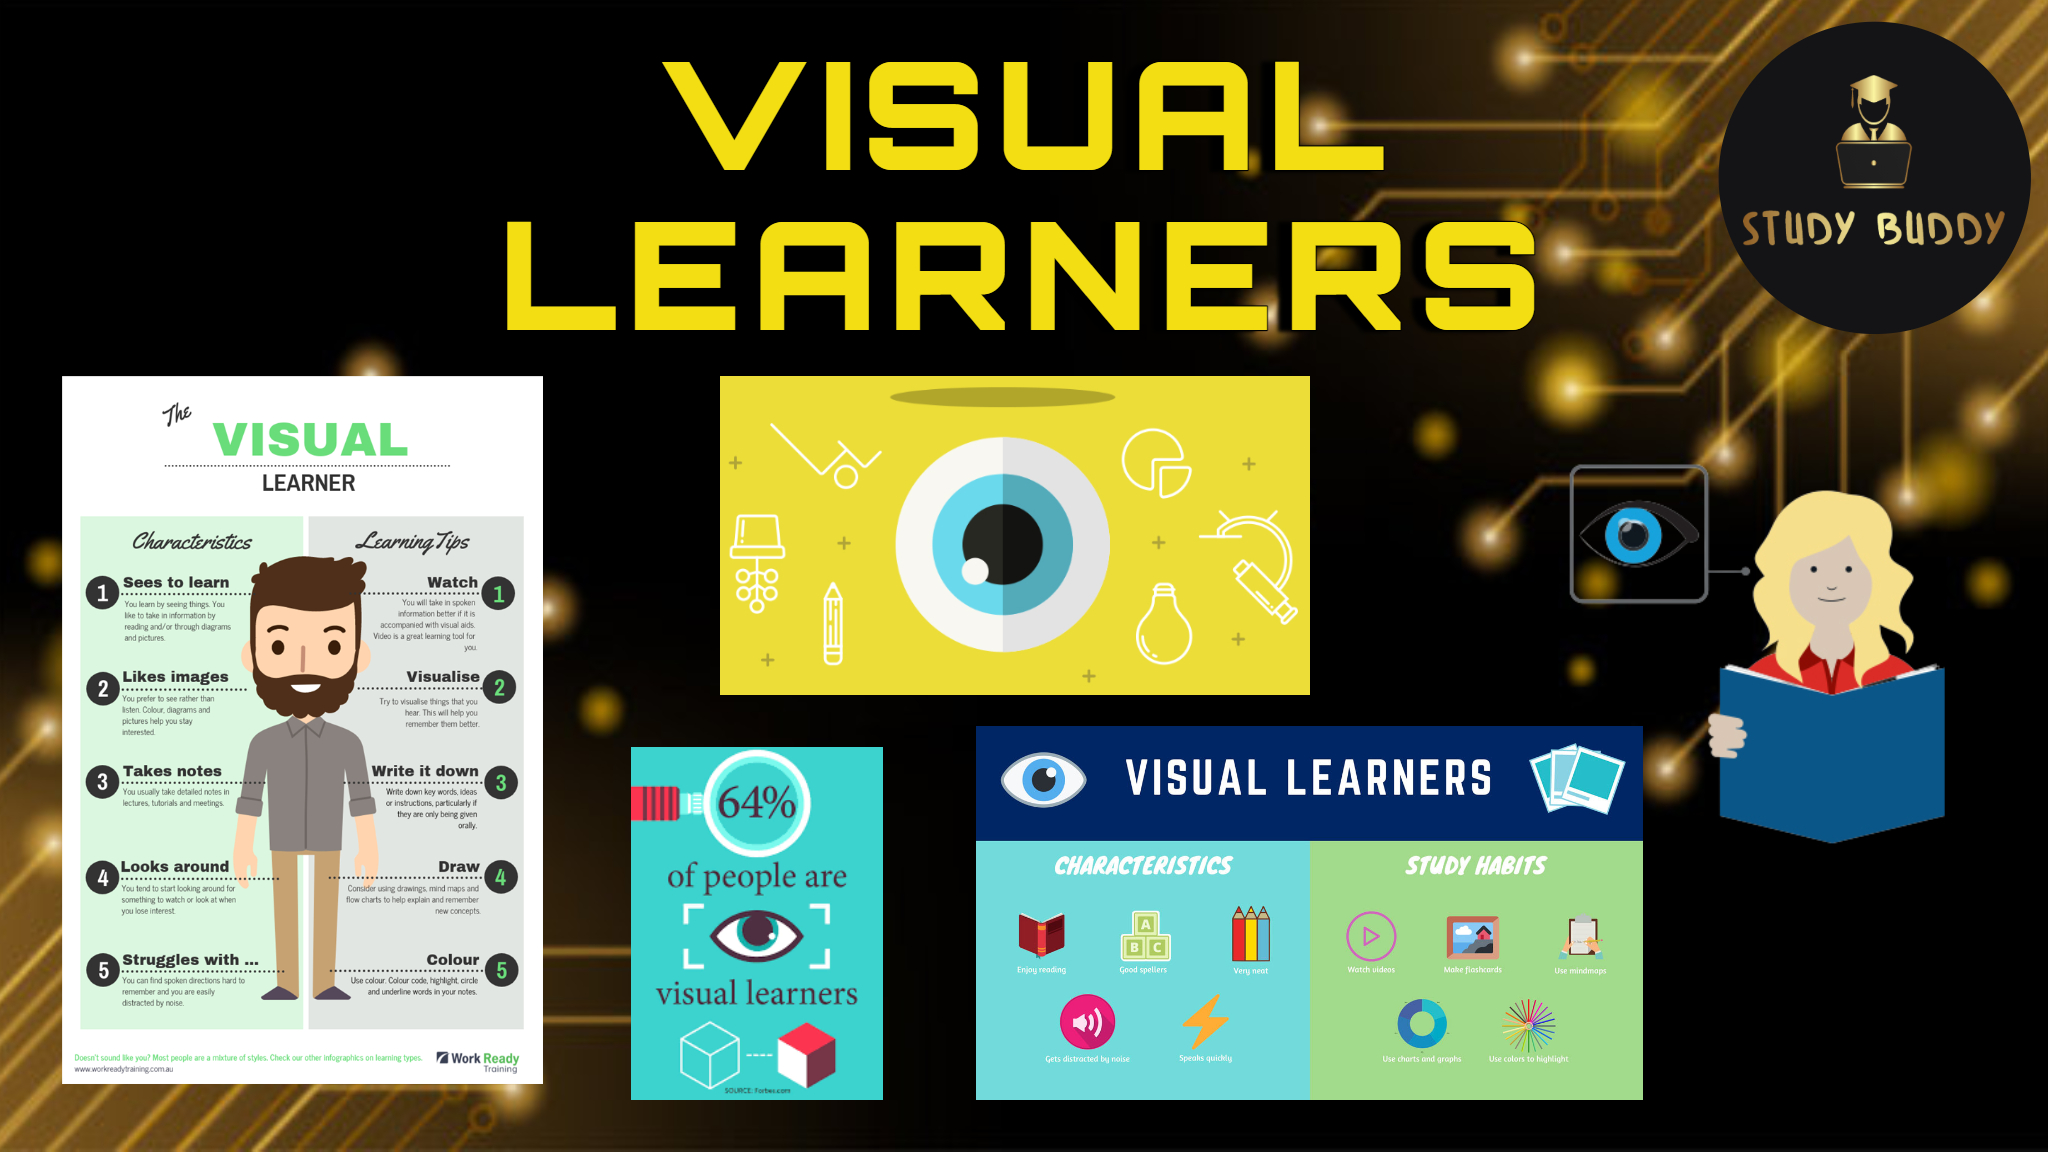 VISUAL
LEARNERS
STUDY BUDDY
The
VISUAL
LEARNER
Characteristics
1
Sees to learn
You learn by seeing things. You
like to take in information by
reading and/or through diagrams
and pictures.
2
Likes images
You prefer to see rather than
listen. Colour, diagrams and
pictures help you stay
interested.
3
Takes notes
You usually take detailed notes in
lectures, tutorials and meetings.
4
Looks around
You tend to start looking around for
something to watch or look at when
you lose interest.
5
Struggles with ...
You can find spoken directions hard to
remember and you are easily
distracted by noise.
Learning Tips
Watch
1
You will take in spoken
information better if it is
accompanied with visual aids.
Video is a great learning tool for
you.
Visualise
2
Try to visualise things that you
hear. This will help you
remember them better.
Write it down
3
Write down key words, ideas
or instructions, particularly if
they are only being given
orally.
Draw
4
Consider using drawings, mind maps and
flow charts to help explain and remember
new concepts.
Colour
5
Use colour. Colour code, highlight, circle
and underline words in your notes.
Doesn't sound like you? Most people are a mixture of styles. Check our other infographics on learning types.
www.workreadytraining.com.au
Work Ready
Training
64%
of people are
visual learners
SOURCE: Forbes.com
VISUAL LEARNERS
CHARACTERISTICS
A
B C
Enjoy reading
Good spellers
Very neat
Gets distracted by noise
Speaks quickly
STUDY HABITS
Watch videos
Make flashcards
Use mindmaps
Use charts and graphs
Use colors to highlight